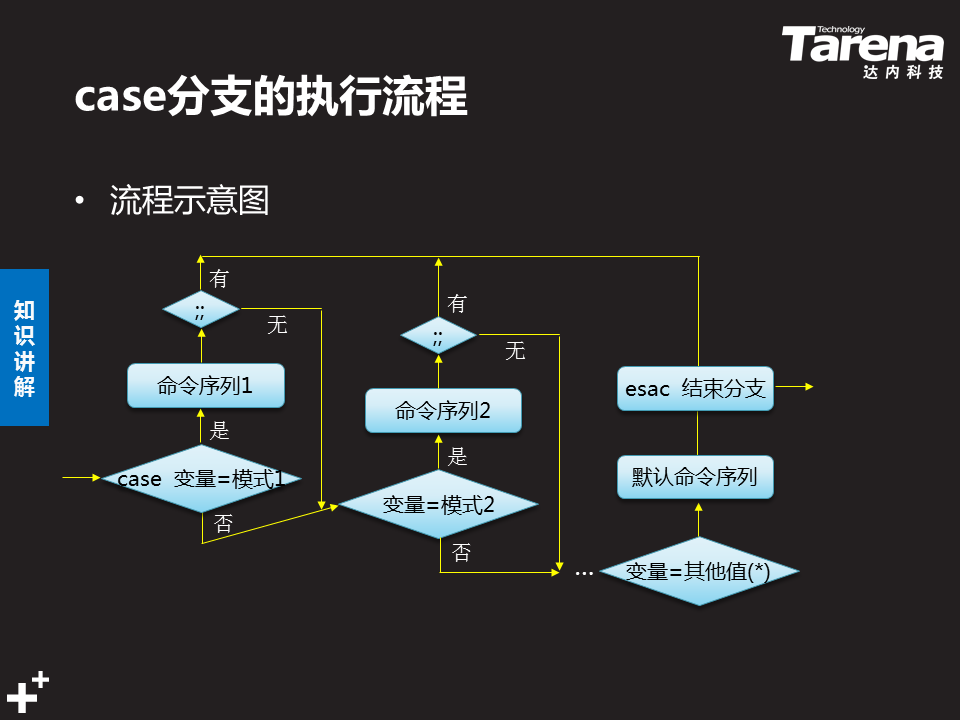 Technology
Tarena
达内科技
case分支的执行流程
• 流程示意图
知识讲解
有
;;
无
命令序列1
是
case 变量=模式1
否
有
;;
无
命令序列2
是
变量=模式2
否
esac 结束分支
默认命令序列
... 变量=其他值(*)